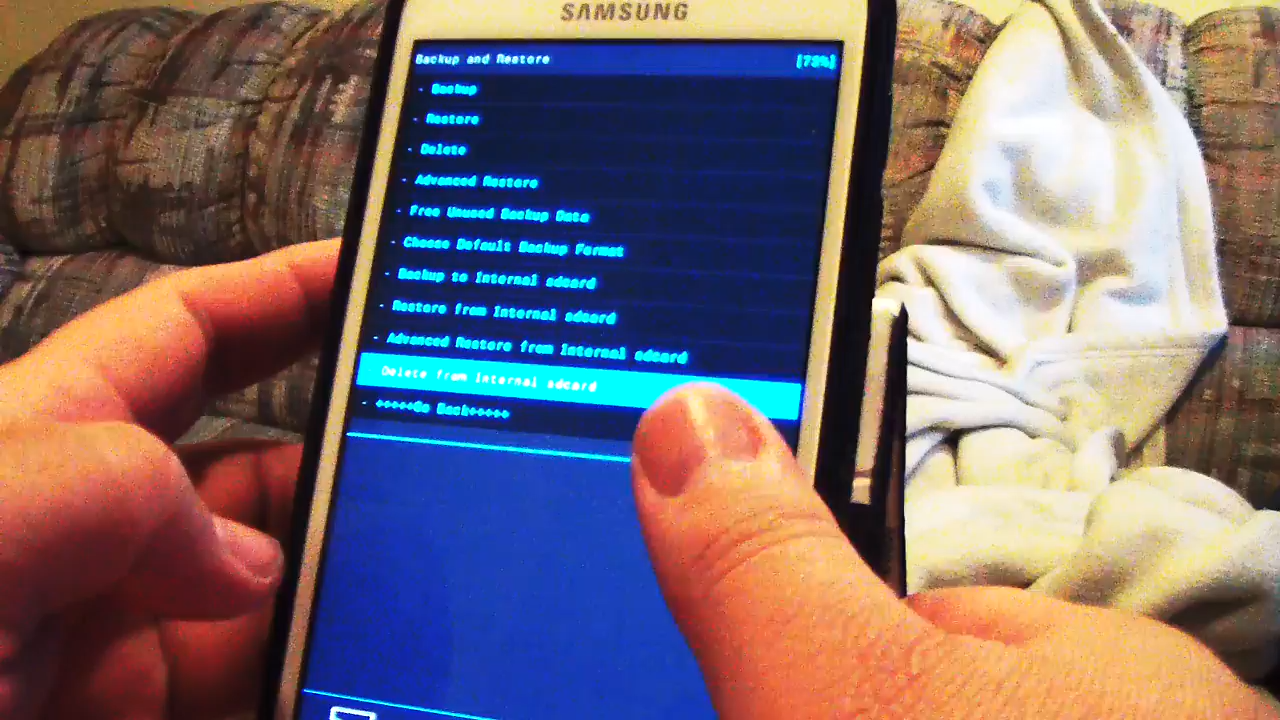 SAMSUNG
Backup and Restore [73%]
- Backup
- Restore
- Delete
- Advanced Restore
- Free Unused Backup Data
- Choose Default Backup Format
- Backup to Internal sdcard
- Restore from Internal sdcard
- Advanced Restore from Internal sdcard
Delete from Internal sdcard
- +++++Go Back+++++